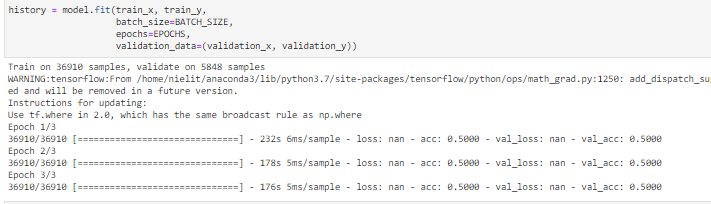 history = model.fit(train_x, train_y,
batch_size=BATCH_SIZE,
epochs=EPOCHS,
validation_data=(validation_x, validation_y))
Train on 36910 samples, validate on 5848 samples
WARNING:tensorflow:From /home/nielit/anaconda3/lib/python3.7/site-packages/tensorflow/python/ops/math_grad.py:1250: add_dispatch_su
ed and will be removed in a future version.
Instructions for updating:
Use tf.where in 2.0, which has the same broadcast rule as np.where
Epoch 1/3
36910/36910 [==============================] - 232s 6ms/sample - loss: nan - acc: 0.5000 - val_loss: nan - val_acc: 0.5000
Epoch 2/3
36910/36910 [==============================] - 178s 5ms/sample - loss: nan - acc: 0.5000 - val_loss: nan - val_acc: 0.5000
Epoch 3/3
36910/36910 [==============================] - 176s 5ms/sample - loss: nan - acc: 0.5000 - val_loss: nan - val_acc: 0.5000